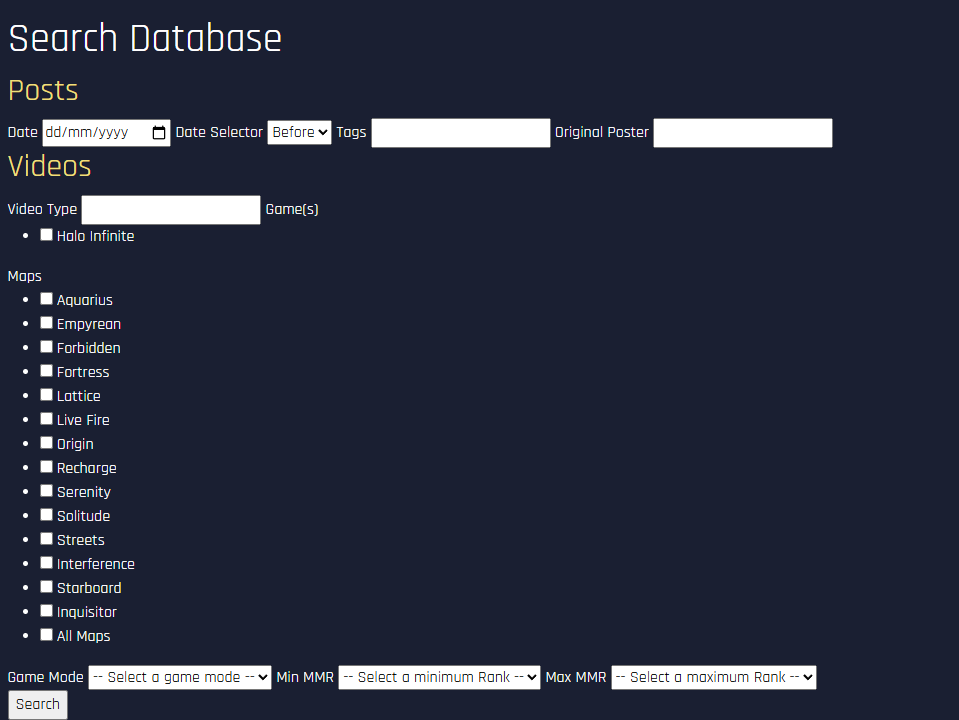 Search Database
Posts
Date dd/mm/yyyy Date Selector Before Tags Original Poster
Videos
Video Type Game(s)
Halo Infinite
Maps
Aquarius
Empyrean
Forbidden
Fortress
Lattice
Live Fire
Origin
Recharge
Serenity
Solitude
Streets
Interference
Starboard
Inquisitor
All Maps
Game Mode -- Select a game mode -- Min MMR -- Select a minimum Rank -- Max MMR -- Select a maximum Rank --
Search